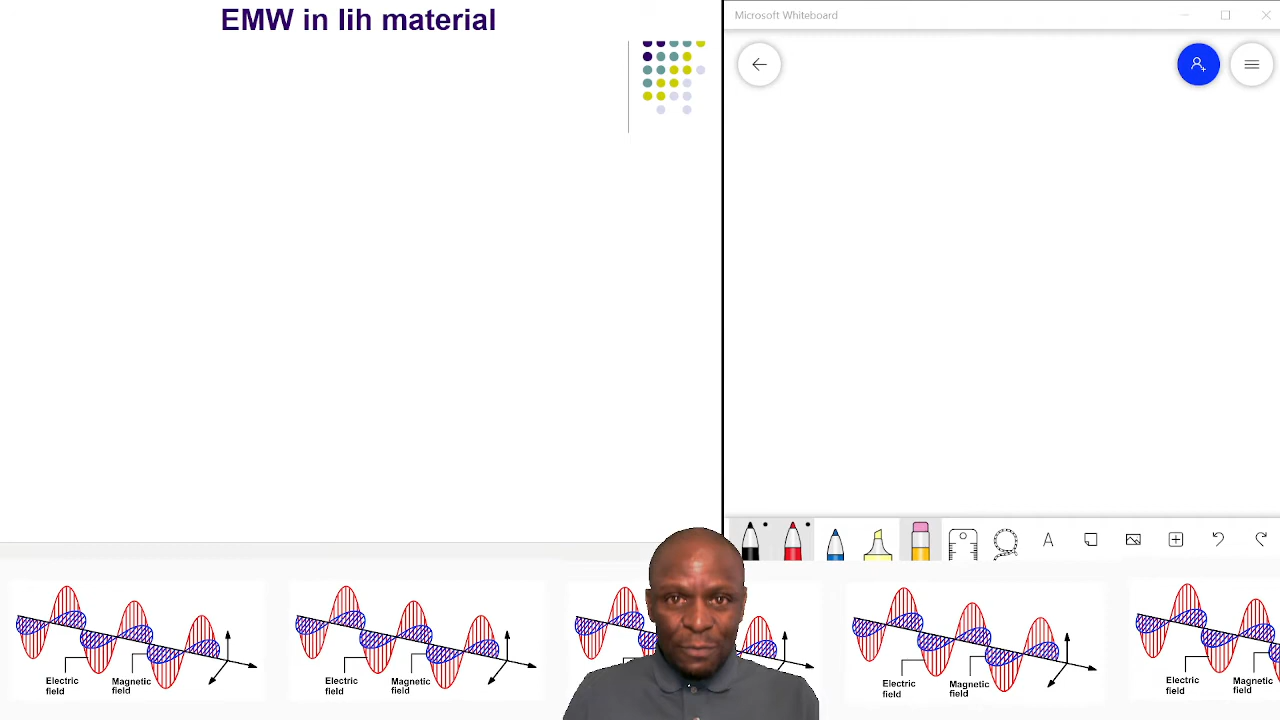 EMW in lih material
Microsoft Whiteboard
A
Electric
field
Magnetic
field
Electric
field
Magnetic
field
Electric
field
Magnetic
field
Electric
field
Magnetic
field